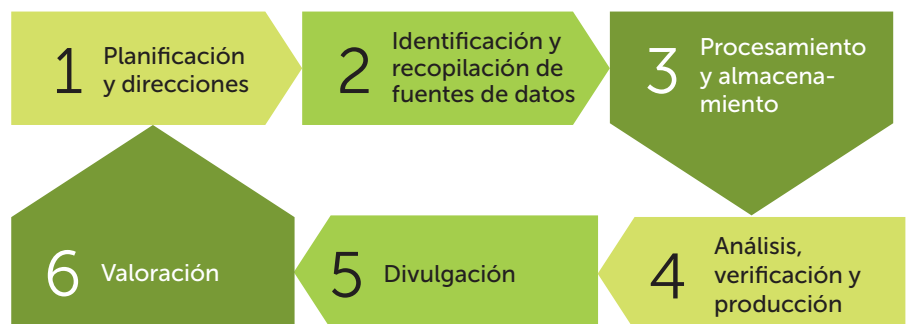 1
Planificación
y direcciones
2
Identificación y
recopilación de
fuentes de datos
3
Procesamiento
y almacena-
miento
4
Análisis,
verificación y
producción
5
Divulgación
6
Valoración